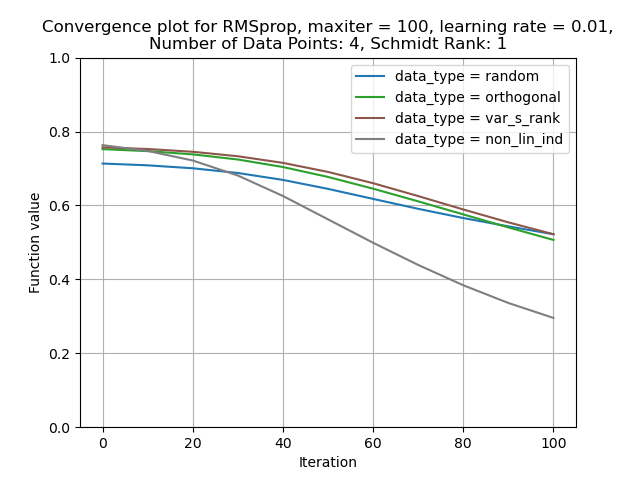 Convergence plot for RMSprop, maxiter = 100, learning rate = 0.01,
Number of Data Points: 4, Schmidt Rank: 1
data_type = random
data_type = orthogonal
data_type = var_s_rank
data_type = non_lin_ind
Function value
1.0
0.8
0.6
0.4
0.2
0.0
0 20 40 60 80 100
Iteration